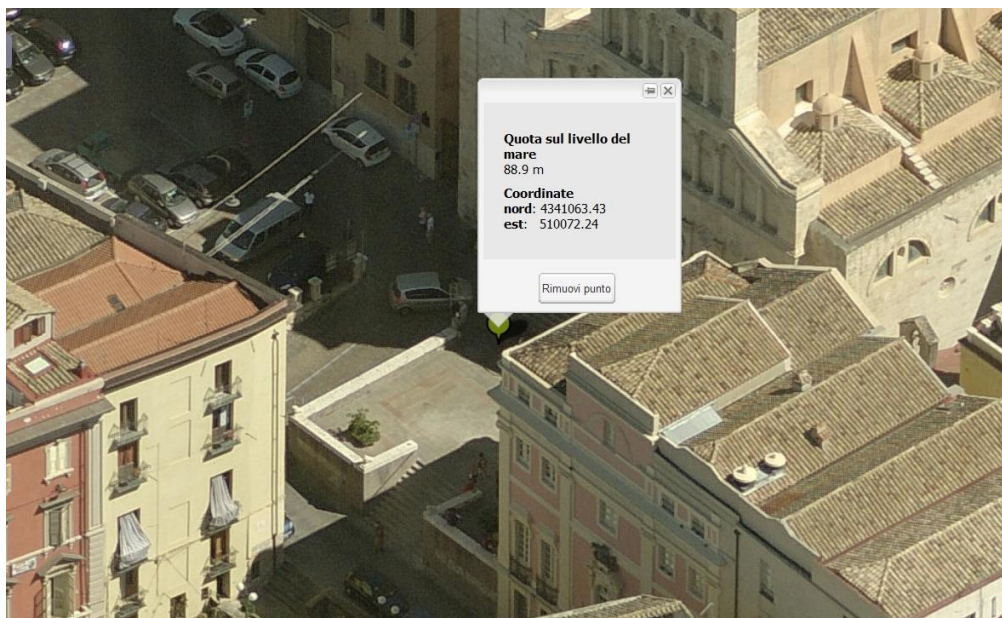 Quota sul livello del
mare
88.9 m
Coordinate
nord: 4341063.43
est: 510072.24
Rimuovi punto